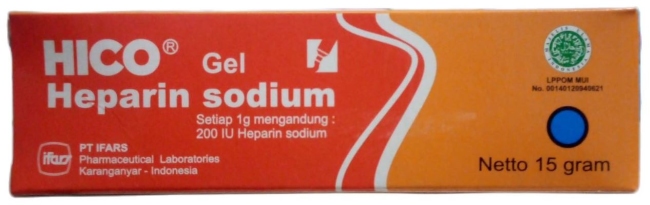 HICO® Gel
Heparin sodium
Setiap 1g mengandung :
200 IU Heparin sodium
ifars
PT IFARS
Pharmaceutical Laboratories
Karanganyar - Indonesia
LPPOM MUI
No. 00140120940621
Netto 15 gram